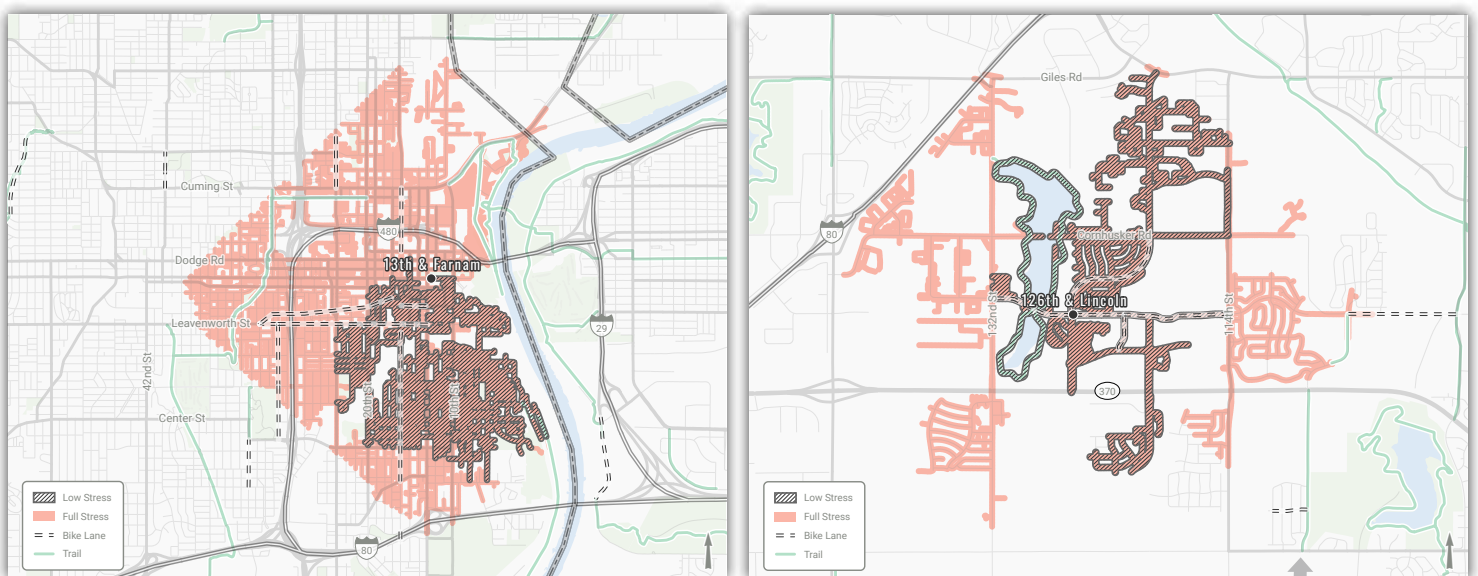 Cuming St
480
Dodge Rd
13th & Farnam
Leavenworth St
29
42nd St
20th St
10th St
Center St
80
Low Stress
Full Stress
Bike Lane
Trail
Giles Rd
80
Cornhusker Rd
126th & Lincoln
132nd St
114th St
370
Low Stress
Full Stress
Bike Lane
Trail